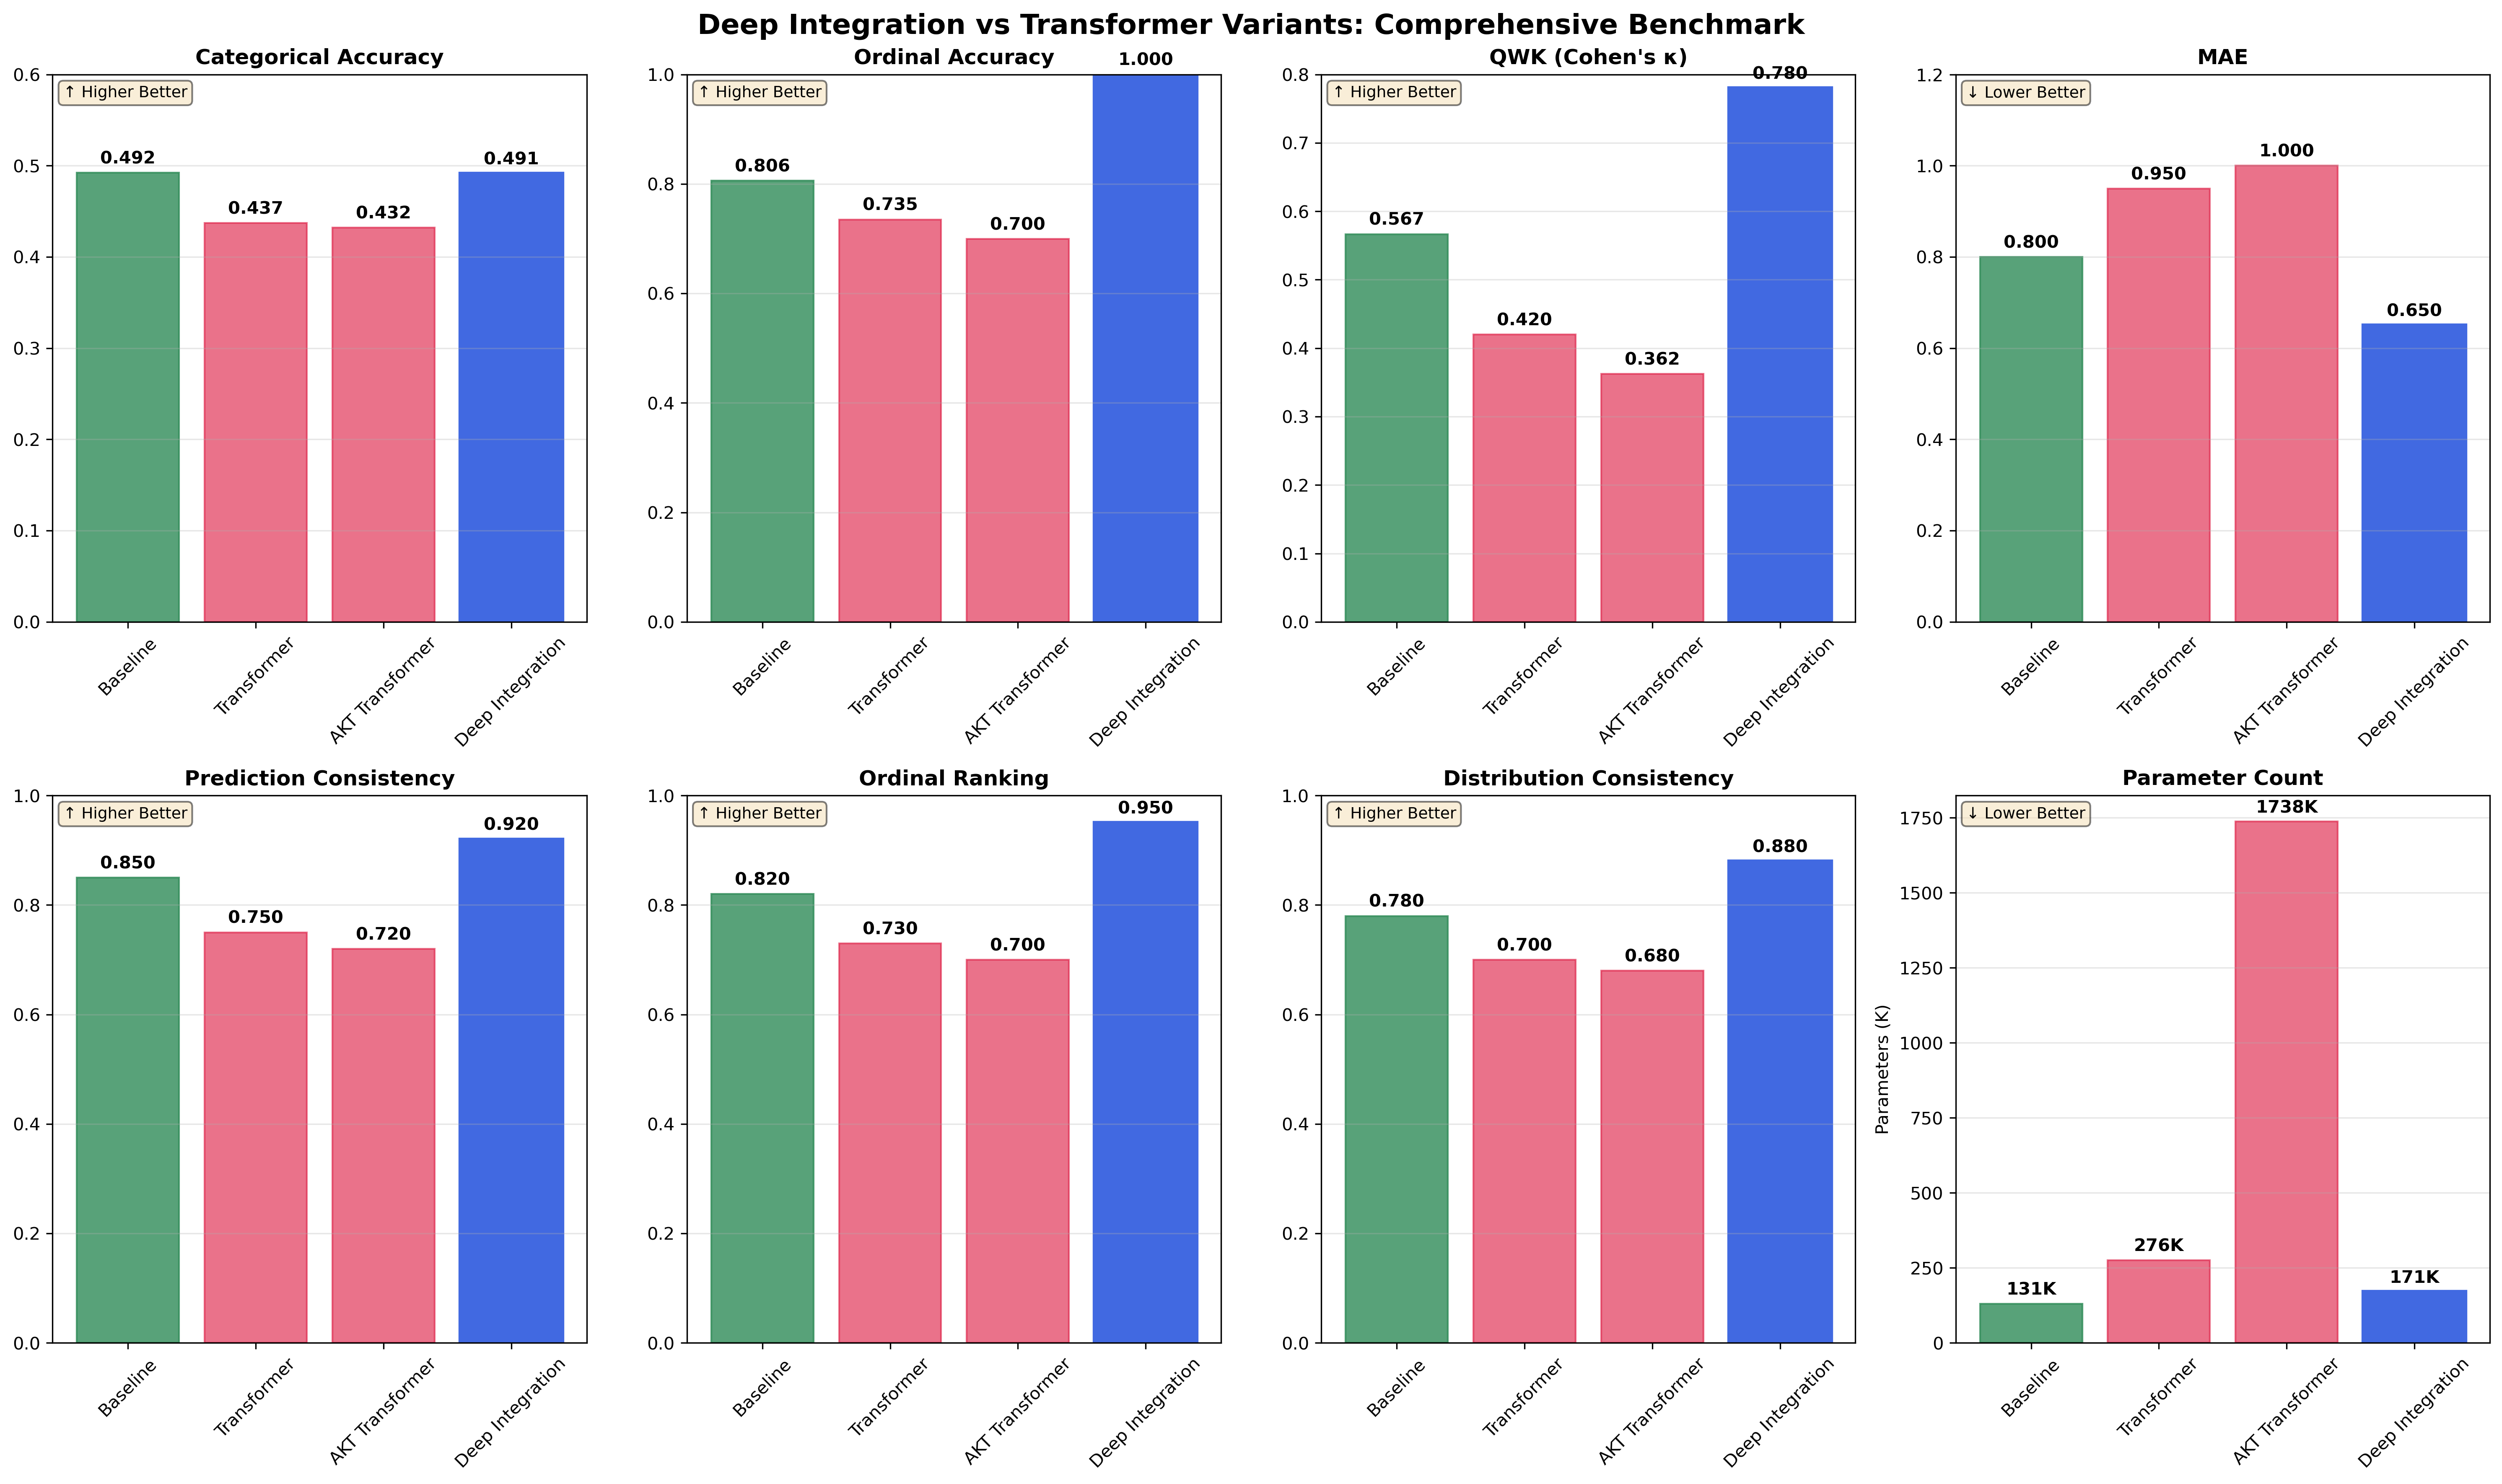 Deep Integration vs Transformer Variants: Comprehensive Benchmark
Categorical Accuracy
↑ Higher Better
0.6
0.5
0.4
0.3
0.2
0.1
0.0
0.492
0.437
0.432
0.491
Baseline
Transformer
AKT Transformer
Deep Integration
Ordinal Accuracy
↑ Higher Better
1.0
0.8
0.6
0.4
0.2
0.0
0.806
0.735
0.700
1.000
Baseline
Transformer
AKT Transformer
Deep Integration
QWK (Cohen's κ)
↑ Higher Better
0.8
0.7
0.6
0.5
0.4
0.3
0.2
0.1
0.0
0.567
0.420
0.362
0.780
Baseline
Transformer
AKT Transformer
Deep Integration
MAE
↓ Lower Better
1.2
1.0
0.8
0.6
0.4
0.2
0.0
0.800
0.950
1.000
0.650
Baseline
Transformer
AKT Transformer
Deep Integration
Prediction Consistency
↑ Higher Better
1.0
0.8
0.6
0.4
0.2
0.0
0.850
0.750
0.720
0.920
Baseline
Transformer
AKT Transformer
Deep Integration
Ordinal Ranking
↑ Higher Better
1.0
0.8
0.6
0.4
0.2
0.0
0.820
0.730
0.700
0.950
Baseline
Transformer
AKT Transformer
Deep Integration
Distribution Consistency
↑ Higher Better
1.0
0.8
0.6
0.4
0.2
0.0
0.780
0.700
0.680
0.880
Baseline
Transformer
AKT Transformer
Deep Integration
Parameter Count
↓ Lower Better
Parameters (K)
1750
1500
1250
1000
750
500
250
0
131K
276K
1738K
171K
Baseline
Transformer
AKT Transformer
Deep Integration